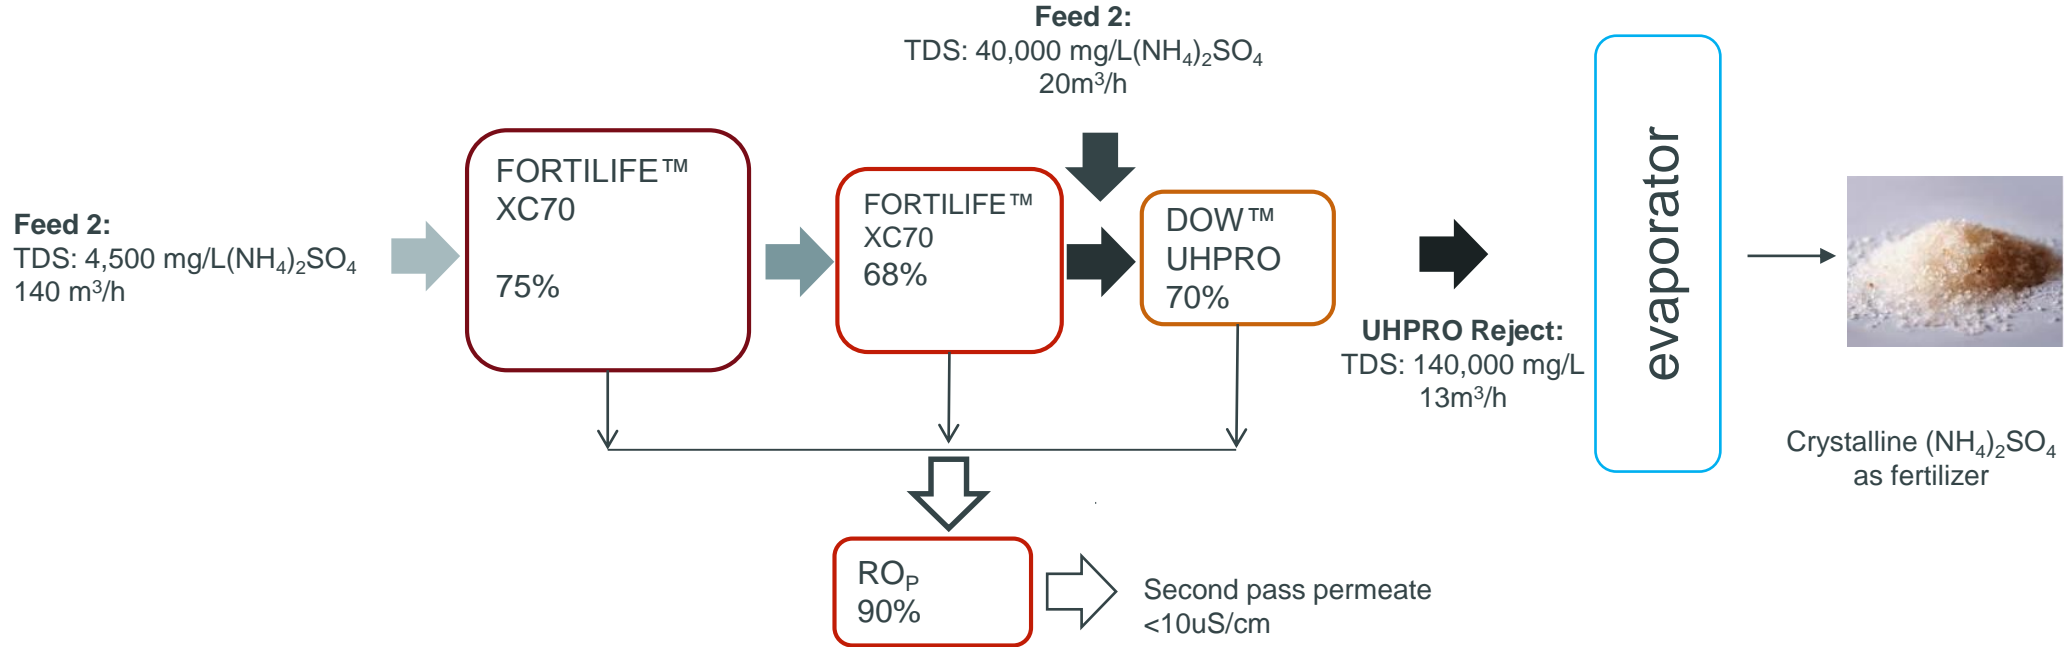 Feed 2:
TDS: 40,000 mg/L(NH₄)₂SO₄
20m³/h
Feed 2:
TDS: 4,500 mg/L(NH₄)₂SO₄
140 m³/h
FORTILIFE™
XC70
75%
FORTILIFE™
XC70
68%
DOW™
UHPRO
70%
UHPRO Reject:
TDS: 140,000 mg/L
13m³/h
evaporator
Crystalline (NH₄)₂SO₄
as fertilizer
ROₚ
90%
Second pass permeate
<10uS/cm